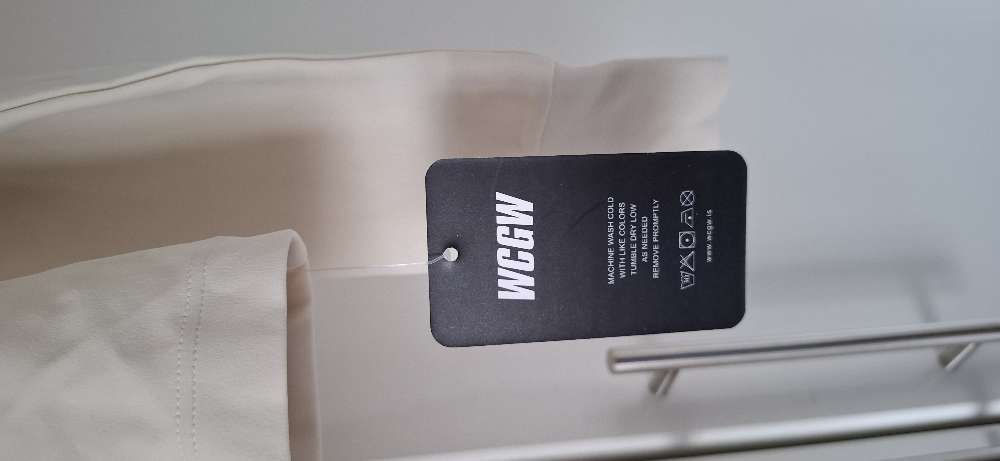 WCGW
MACHINE WASH COLD
WITH LIKE COLORS
TUMBLE DRY LOW
AS NEEDED
REMOVE PROMPTLY
www.wcgw.is